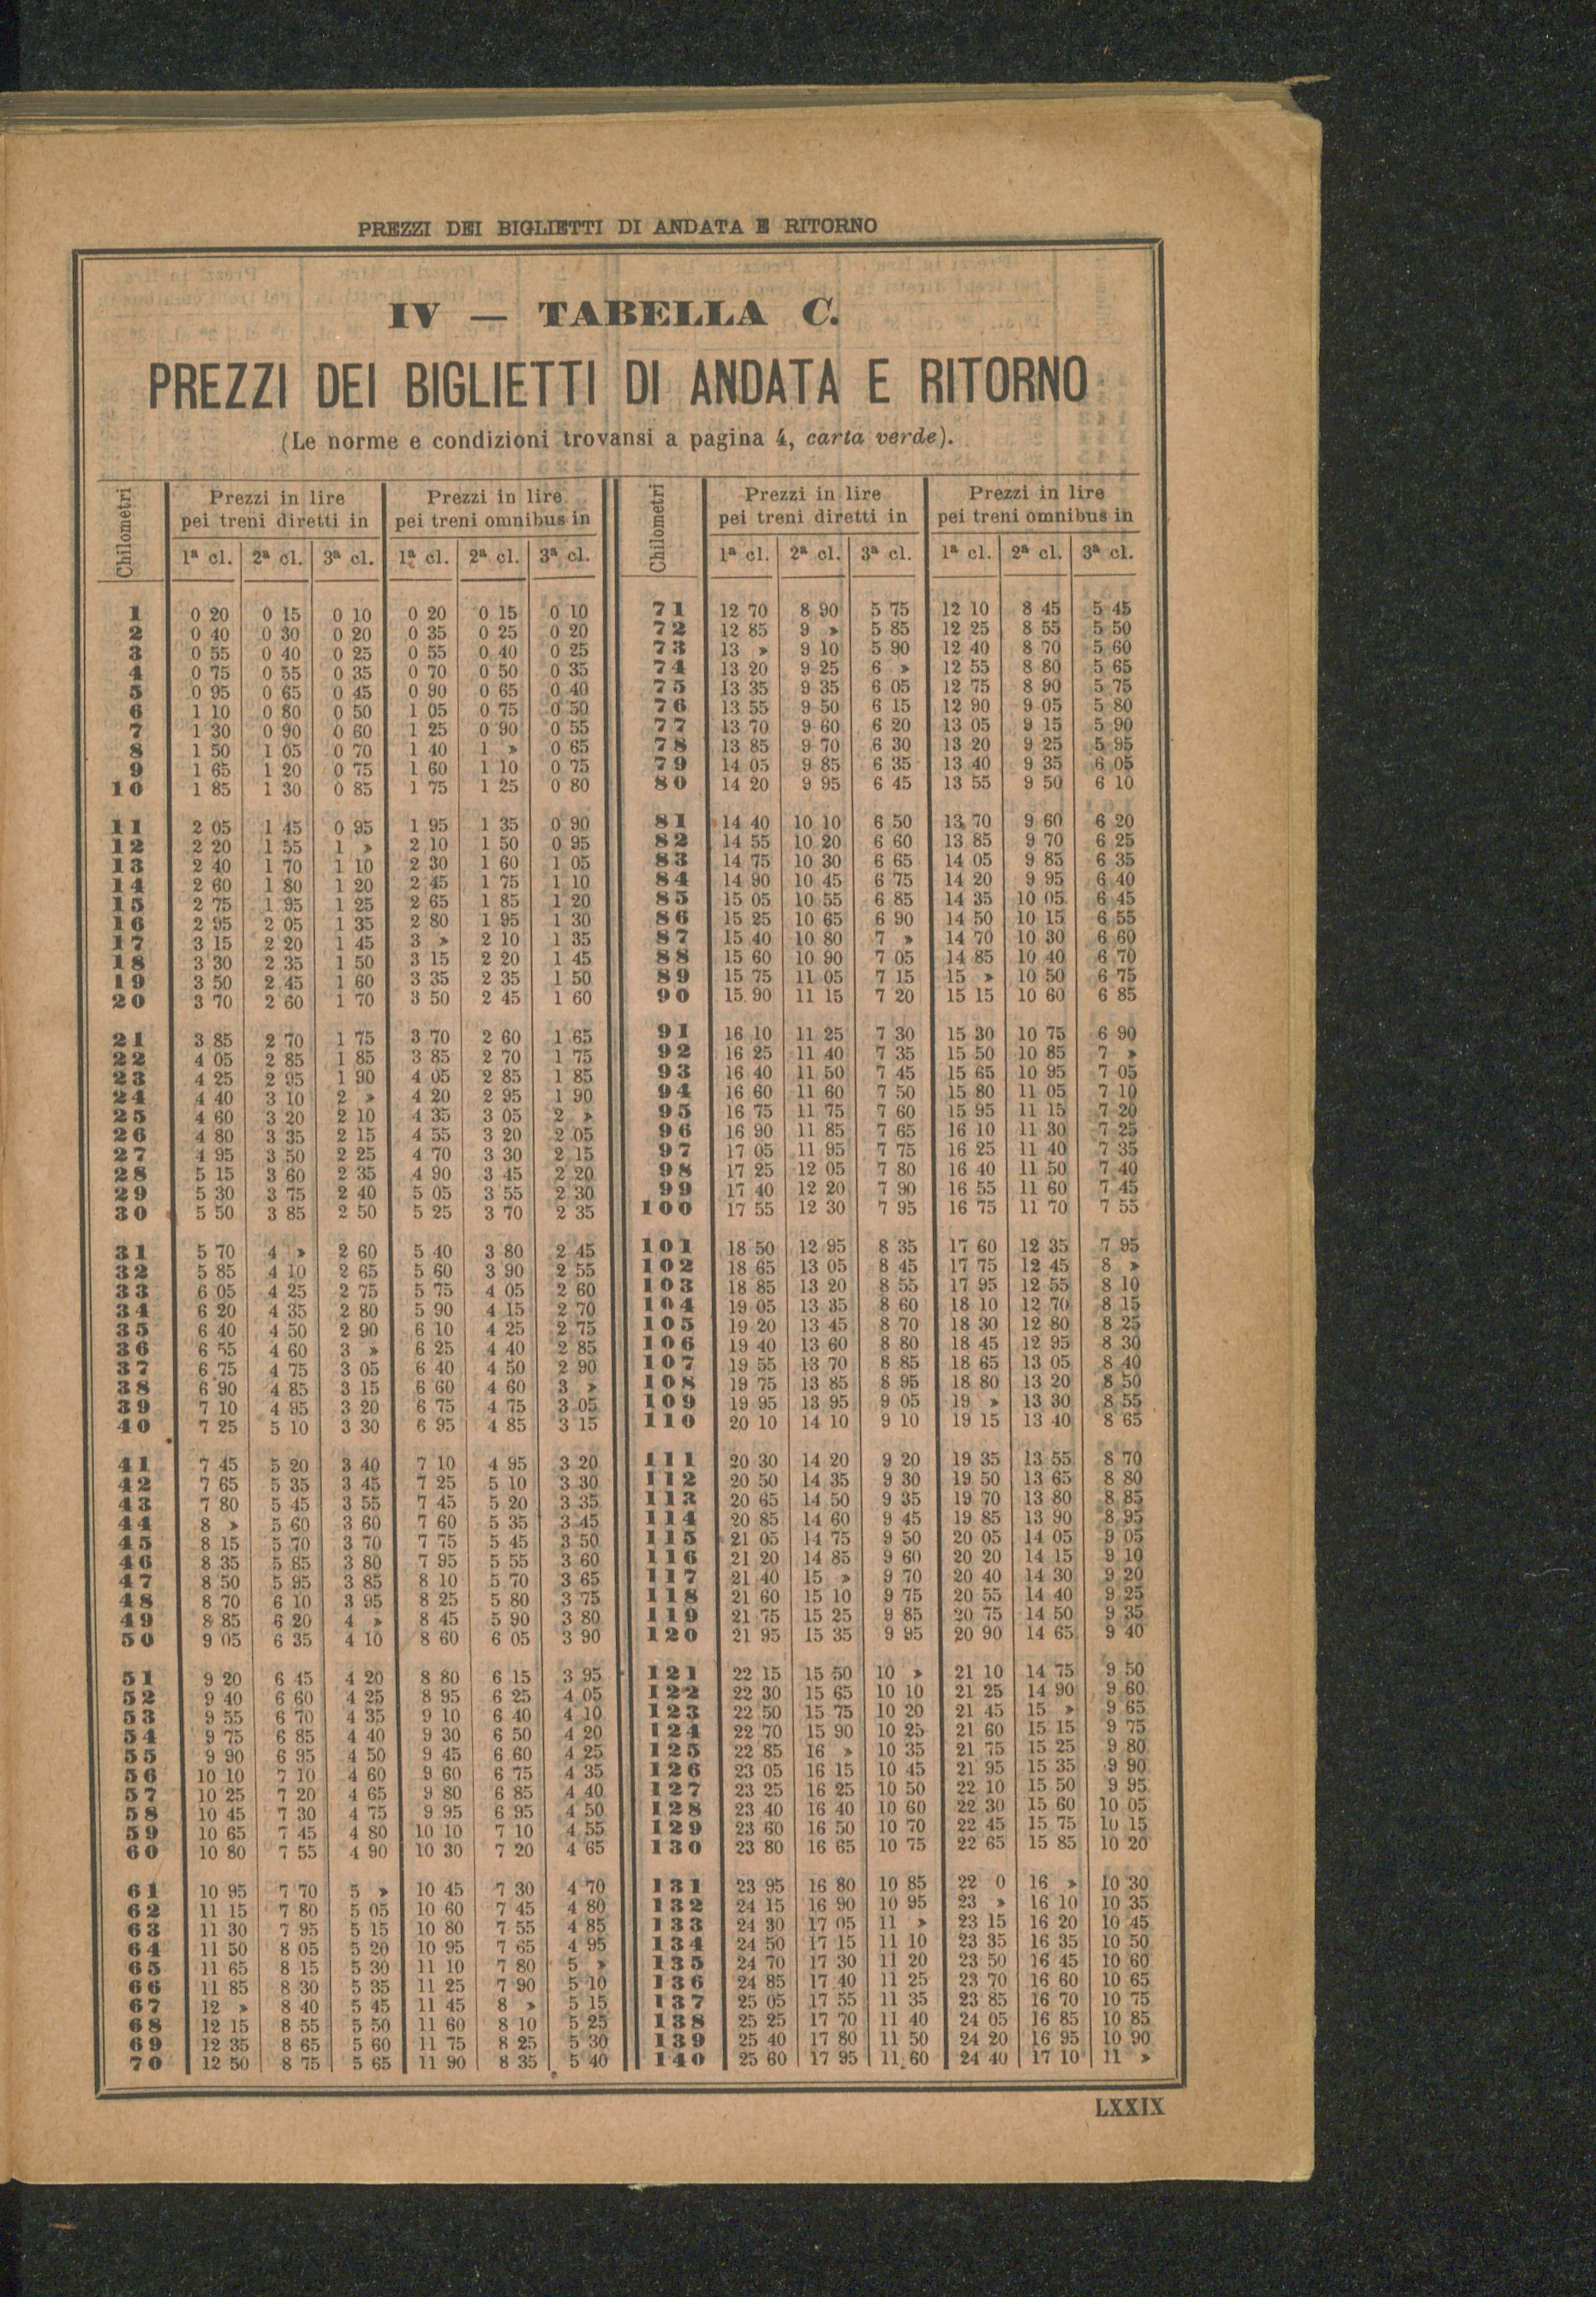 PREZZI DEI BIGLIETTI DI ANDATA E RITORNO
IV — TABELLA C.
PREZZI DEI BIGLIETTI DI ANDATA E RITORNO
(Le norme e condizioni trovansi a pagina 4, carta verde).
Chilometri | Prezzi in lire pei treni diretti in | Prezzi in lire pei treni omnibus in | Chilometri | Prezzi in lire pei treni diretti in | Prezzi in lire pei treni omnibus in
1ª cl. 2ª cl. 3ª cl. 1ª cl. 2ª cl. 3ª cl. 1ª cl. 2ª cl. 3ª cl. 1ª cl. 2ª cl. 3ª cl.
1 0 20 0 15 0 10 0 20 0 15 0 10 71 12 70 8 90 5 75 12 10 8 45 5 45
2 0 40 0 30 0 20 0 35 0 25 0 20 72 12 85 9 » 5 85 12 25 8 55 5 50
3 0 55 0 40 0 25 0 55 0 40 0 25 73 13 » 9 10 5 90 12 40 8 70 5 60
4 0 75 0 55 0 35 0 70 0 50 0 35 74 13 20 9 25 6 » 12 55 8 80 5 65
5 0 95 0 65 0 45 0 90 0 65 0 40 75 13 35 9 35 6 05 12 75 8 90 5 75
6 1 10 0 80 0 50 1 05 0 75 0 50 76 13 55 9 50 6 15 12 90 9 05 5 80
7 1 30 0 90 0 60 1 25 0 90 0 55 77 13 70 9 60 6 20 13 05 9 15 5 90
8 1 50 1 05 0 70 1 40 1 » 0 65 78 13 85 9 70 6 30 13 20 9 25 5 95
9 1 65 1 20 0 75 1 60 1 10 0 75 79 14 05 9 85 6 35 13 40 9 35 6 05
10 1 85 1 30 0 85 1 75 1 25 0 80 80 14 20 9 95 6 45 13 55 9 50 6 10
11 2 05 1 45 0 95 1 95 1 35 0 90 81 14 40 10 10 6 50 13 70 9 60 6 20
12 2 20 1 55 1 » 2 10 1 50 0 95 82 14 55 10 20 6 60 13 85 9 70 6 25
13 2 40 1 70 1 10 2 30 1 60 1 05 83 14 75 10 30 6 65 14 05 9 85 6 35
14 2 60 1 80 1 20 2 45 1 75 1 10 84 14 90 10 45 6 75 14 20 9 95 6 40
15 2 75 1 95 1 25 2 65 1 85 1 20 85 15 05 10 55 6 85 14 35 10 05 6 45
16 2 95 2 05 1 35 2 80 1 95 1 30 86 15 25 10 65 6 90 14 50 10 15 6 55
17 3 15 2 20 1 45 3 » 2 10 1 35 87 15 40 10 80 7 » 14 70 10 30 6 60
18 3 30 2 35 1 50 3 15 2 20 1 45 88 15 60 10 90 7 05 14 85 10 40 6 70
19 3 50 2 45 1 60 3 35 2 35 1 50 89 15 75 11 05 7 15 15 » 10 50 6 75
20 3 70 2 60 1 70 3 50 2 45 1 60 90 15 90 11 15 7 20 15 15 10 60 6 85
21 3 85 2 70 1 75 3 70 2 60 1 65 91 16 10 11 25 7 30 15 30 10 75 6 90
22 4 05 2 85 1 85 3 85 2 70 1 75 92 16 25 11 40 7 35 15 50 10 85 7 »
23 4 25 2 95 1 90 4 05 2 85 1 85 93 16 40 11 50 7 45 15 65 10 95 7 05
24 4 40 3 10 2 » 4 20 2 95 1 90 94 16 60 11 60 7 50 15 80 11 05 7 10
25 4 60 3 20 2 10 4 35 3 05 2 » 95 16 75 11 75 7 60 15 95 11 15 7 20
26 4 80 3 35 2 15 4 55 3 20 2 05 96 16 90 11 85 7 65 16 10 11 30 7 25
27 4 95 3 50 2 25 4 70 3 30 2 15 97 17 05 11 95 7 75 16 25 11 40 7 35
28 5 15 3 60 2 35 4 90 3 45 2 20 98 17 25 12 05 7 80 16 40 11 50 7 40
29 5 30 3 75 2 40 5 05 3 55 2 30 99 17 40 12 20 7 90 16 55 11 60 7 45
30 5 50 3 85 2 50 5 25 3 70 2 35 100 17 55 12 30 7 95 16 75 11 70 7 55
31 5 70 4 » 2 60 5 40 3 80 2 45 101 18 50 12 95 8 35 17 60 12 35 7 95
32 5 85 4 10 2 65 5 60 3 90 2 55 102 18 65 13 05 8 45 17 75 12 45 8 »
33 6 05 4 25 2 75 5 75 4 05 2 60 103 18 85 13 20 8 55 17 95 12 55 8 10
34 6 20 4 35 2 80 5 90 4 15 2 70 104 19 05 13 35 8 60 18 10 12 70 8 15
35 6 40 4 50 2 90 6 10 4 25 2 75 105 19 20 13 45 8 70 18 30 12 80 8 25
36 6 55 4 60 3 » 6 25 4 40 2 85 106 19 40 13 60 8 80 18 45 12 95 8 30
37 6 75 4 75 3 05 6 40 4 50 2 90 107 19 55 13 70 8 85 18 65 13 05 8 40
38 6 90 4 85 3 15 6 60 4 60 3 » 108 19 75 13 85 8 95 18 80 13 20 8 50
39 7 10 4 95 3 20 6 75 4 75 3 05 109 19 95 13 95 9 05 19 » 13 30 8 55
40 7 25 5 10 3 30 6 95 4 85 3 15 110 20 10 14 10 9 10 19 15 13 40 8 65
41 7 45 5 20 3 40 7 10 4 95 3 20 111 20 30 14 20 9 20 19 35 13 55 8 70
42 7 65 5 35 3 45 7 25 5 10 3 30 112 20 50 14 35 9 30 19 50 13 65 8 80
43 7 80 5 45 3 55 7 45 5 20 3 35 113 20 65 14 50 9 35 19 70 13 80 8 85
44 8 » 5 60 3 60 7 60 5 35 3 45 114 20 85 14 60 9 45 19 85 13 90 8 95
45 8 15 5 70 3 70 7 75 5 45 3 50 115 21 05 14 75 9 50 20 05 14 05 9 05
46 8 35 5 85 3 80 7 95 5 55 3 60 116 21 20 14 85 9 60 20 20 14 15 9 10
47 8 50 5 95 3 85 8 10 5 70 3 65 117 21 40 15 » 9 70 20 40 14 30 9 20
48 8 70 6 10 3 95 8 25 5 80 3 75 118 21 60 15 10 9 75 20 55 14 40 9 25
49 8 85 6 20 4 » 8 45 5 90 3 80 119 21 75 15 25 9 85 20 75 14 50 9 35
50 9 05 6 35 4 10 8 60 6 05 3 90 120 21 95 15 35 9 95 20 90 14 65 9 40
51 9 20 6 45 4 20 8 80 6 15 3 95 121 22 15 15 50 10 » 21 10 14 75 9 50
52 9 40 6 60 4 25 8 95 6 25 4 05 122 22 30 15 65 10 10 21 25 14 90 9 60
53 9 55 6 70 4 35 9 10 6 40 4 10 123 22 50 15 75 10 20 21 45 15 » 9 65
54 9 75 6 85 4 40 9 30 6 50 4 20 124 22 70 15 90 10 25 21 60 15 15 9 75
55 9 90 6 95 4 50 9 45 6 60 4 25 125 22 85 16 » 10 35 21 75 15 25 9 80
56 10 10 7 10 4 60 9 60 6 75 4 35 126 23 05 16 15 10 45 21 95 15 35 9 90
57 10 25 7 20 4 65 9 80 6 85 4 40 127 23 25 16 25 10 50 22 10 15 50 9 95
58 10 45 7 30 4 75 9 95 6 95 4 50 128 23 40 16 40 10 60 22 30 15 60 10 05
59 10 65 7 45 4 80 10 10 7 10 4 55 129 23 60 16 50 10 70 22 45 15 75 10 15
60 10 80 7 55 4 90 10 30 7 20 4 65 130 23 80 16 65 10 75 22 65 15 85 10 20
61 10 95 7 70 5 » 10 45 7 30 4 70 131 23 95 16 80 10 85 22 0 16 » 10 30
62 11 15 7 80 5 05 10 60 7 45 4 80 132 24 15 16 90 10 95 23 » 16 10 10 35
63 11 30 7 95 5 15 10 80 7 55 4 85 133 24 30 17 05 11 » 23 15 16 20 10 45
64 11 50 8 05 5 20 10 95 7 65 4 95 134 24 50 17 15 11 10 23 35 16 35 10 50
65 11 65 8 15 5 30 11 10 7 80 5 » 135 24 70 17 30 11 20 23 50 16 45 10 60
66 11 85 8 30 5 35 11 25 7 90 5 10 136 24 85 17 40 11 25 23 70 16 60 10 65
67 12 » 8 40 5 45 11 45 8 » 5 15 137 25 05 17 55 11 35 23 85 16 70 10 75
68 12 15 8 55 5 50 11 60 8 10 5 25 138 25 25 17 70 11 40 24 05 16 85 10 85
69 12 35 8 65 5 60 11 75 8 25 5 30 139 25 40 17 80 11 50 24 20 16 95 10 90
70 12 50 8 75 5 65 11 90 8 35 5 40 140 25 60 17 95 11 60 24 40 17 10 11 »
LXXIX